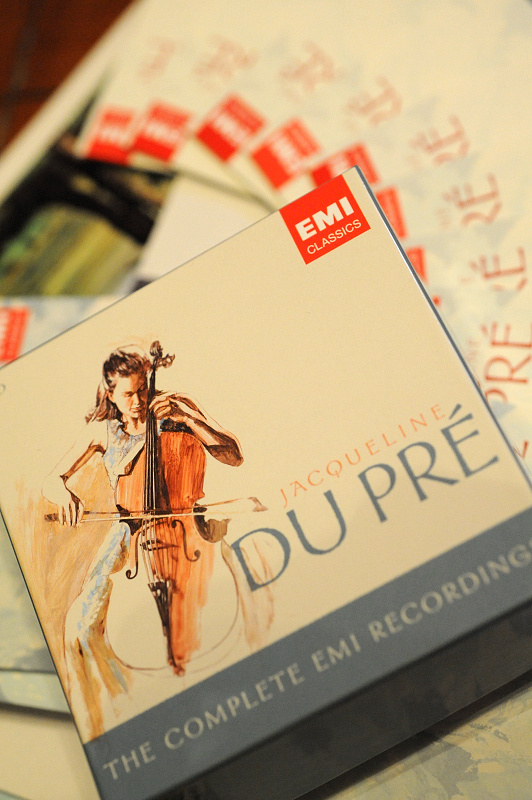 EMI
CLASSICS
JACQUELINE
DU PRÉ
THE COMPLETE EMI RECORDINGS